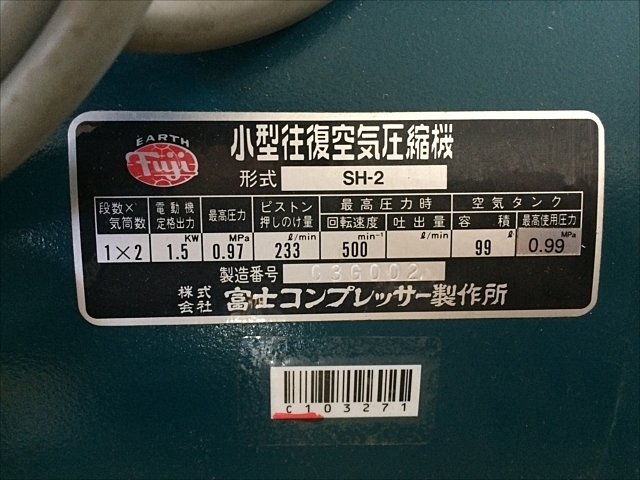 EARTH
Fuji
小型往復空気圧縮機
形式 SH-2
段数× 電動機 最高圧力 ピストン 最高圧力時 空気タンク
気筒数 定格出力 押しのけ量 回転速度 吐出量 容積 最高使用圧力
KW MPa ℓ/min min⁻¹ ℓ/min ℓ MPa
1×2 1.5 0.97 233 500 99 0.99
製造番号 03G002
株式会社 富士コンプレッサー製作所
C103271